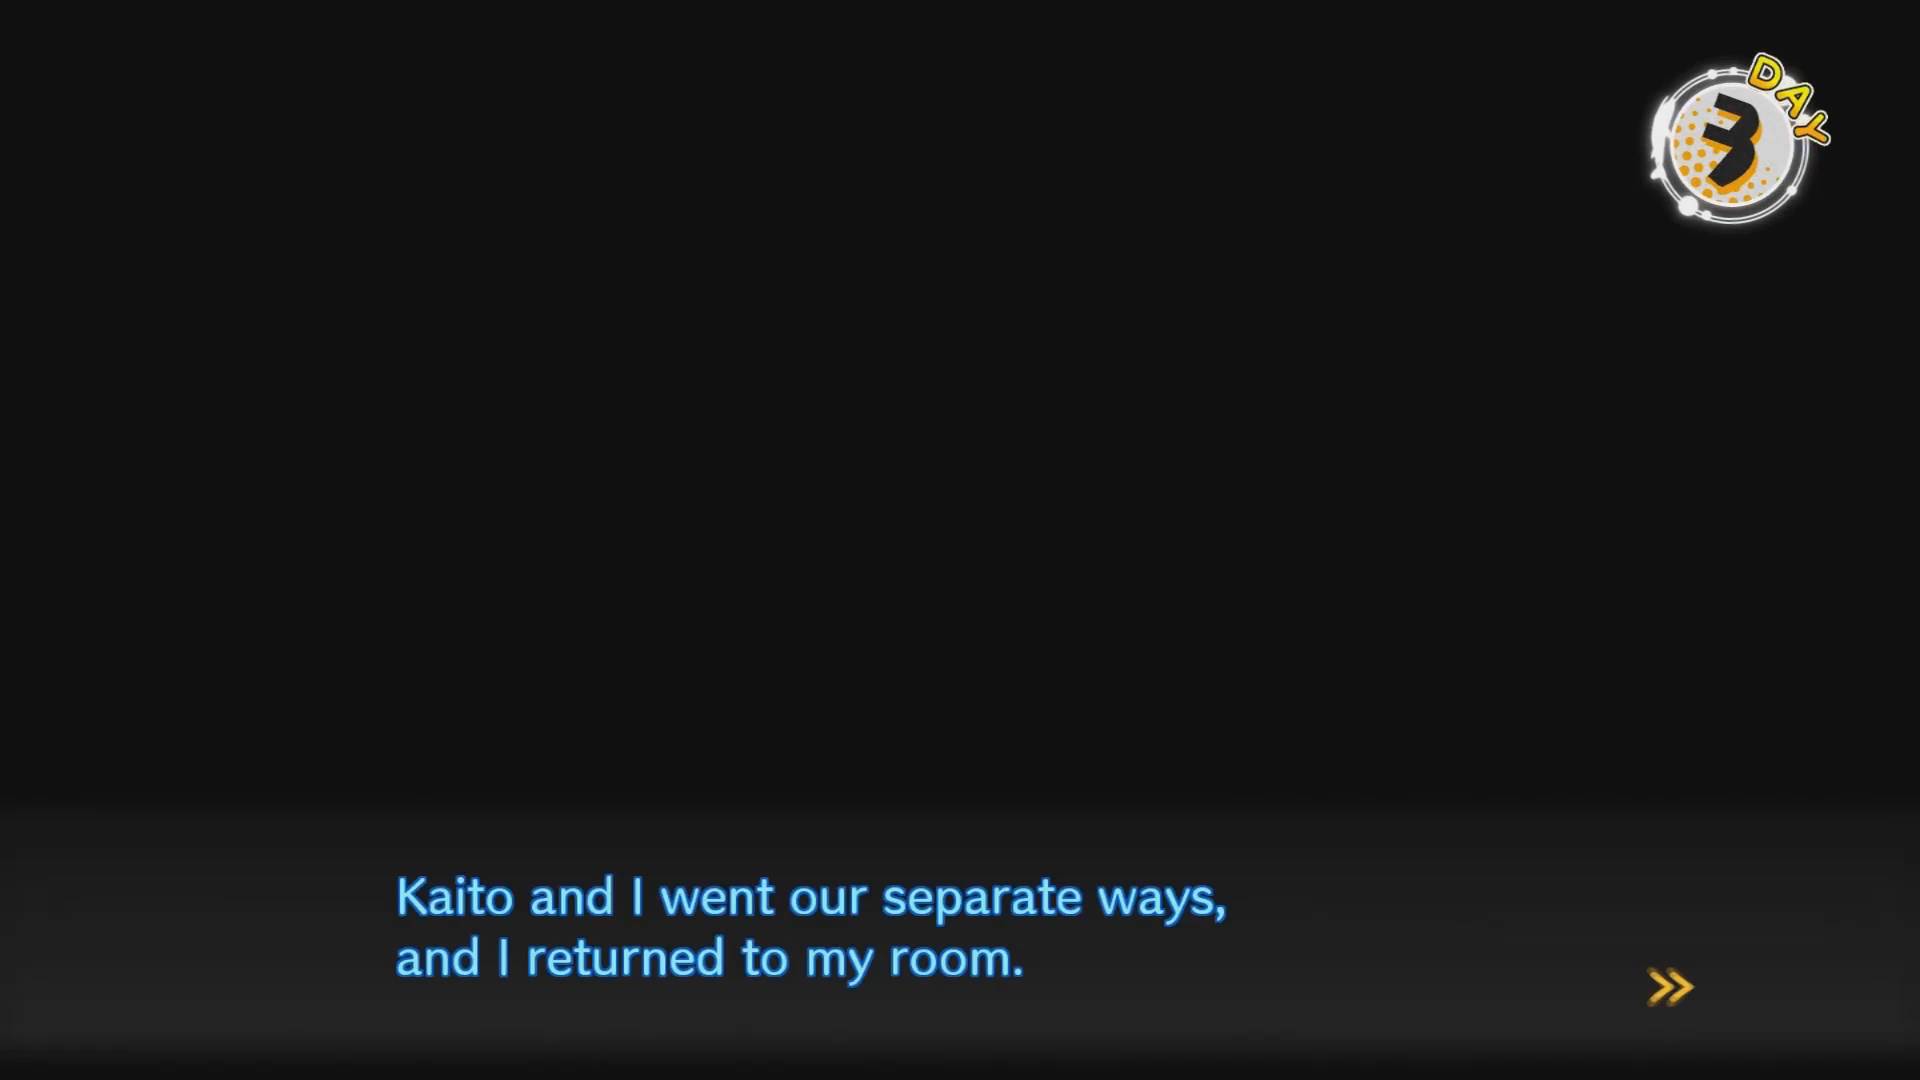 DAY
3
Kaito and I went our separate ways,
and I returned to my room.